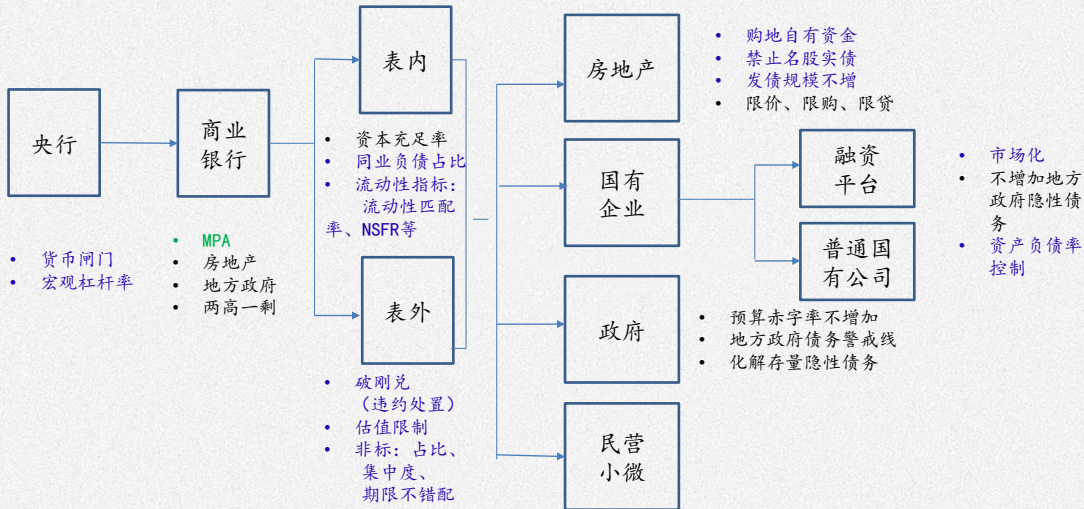 央行
• 货币闸门
• 宏观杠杆率
商业
银行
• MPA
• 房地产
• 地方政府
• 两高一剩
表内
• 资本充足率
• 同业负债占比
• 流动性指标：
流动性匹配
率、NSFR等
表外
• 破刚兑
（违约处置）
• 估值限制
• 非标：占比、
集中度、
期限不错配
房地产
• 购地自有资金
• 禁止名股实债
• 发债规模不增
• 限价、限购、限贷
国有
企业
融资
平台
普通国
有公司
• 市场化
• 不增加地方
政府隐性债
务
• 资产负债率
控制
政府
• 预算赤字率不增加
• 地方政府债务警戒线
• 化解存量隐性债务
民营
小微